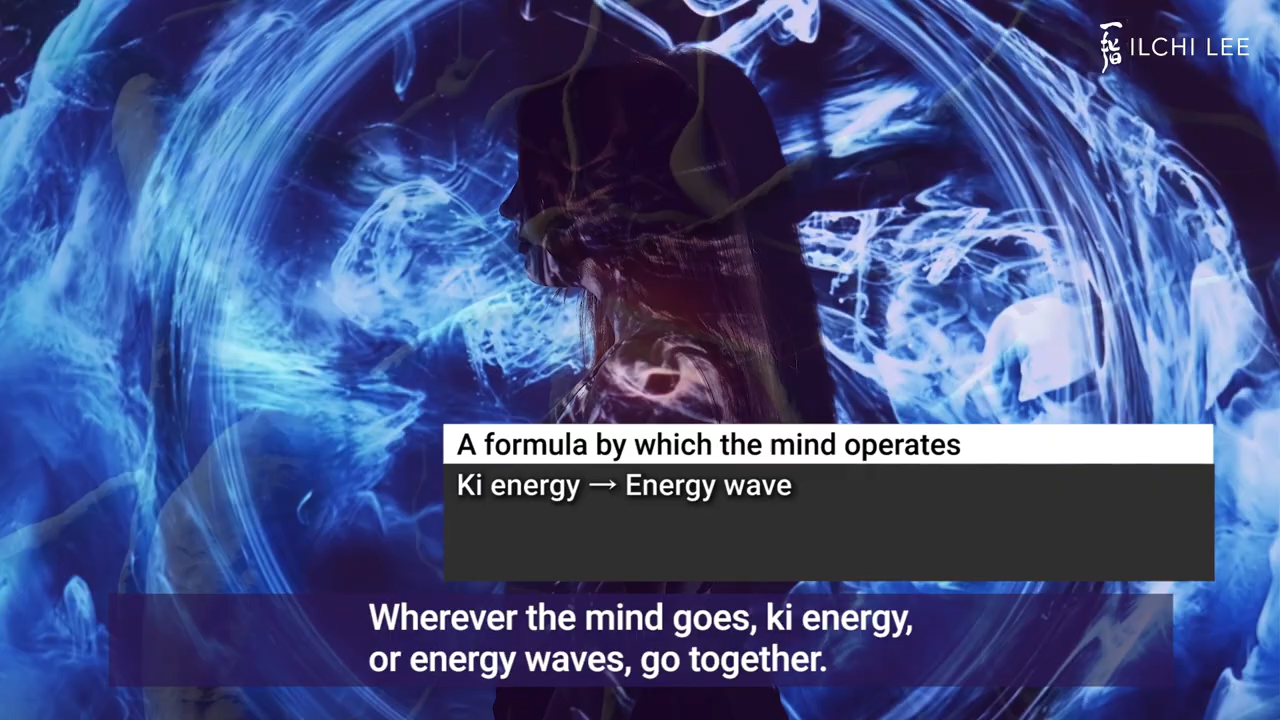 ILCHI LEE
A formula by which the mind operates
Ki energy → Energy wave
Wherever the mind goes, ki energy,
or energy waves, go together.